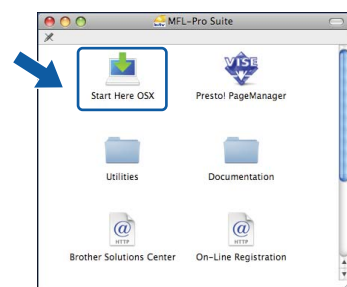 MFL-Pro Suite
Start Here OSX
VISE
Presto! PageManager
Utilities
Documentation
@
HTTP
@
HTTP
Brother Solutions Center
On-Line Registration